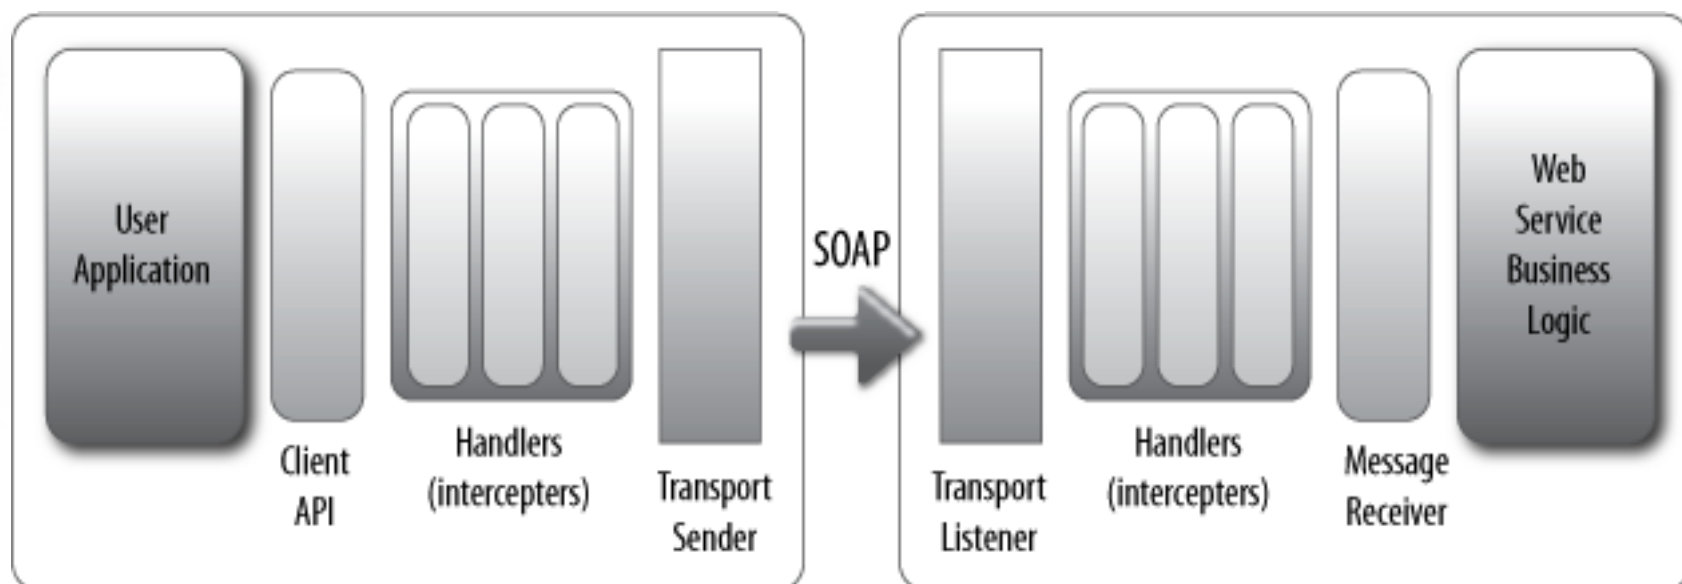 User
Application
Client
API
Handlers
(intercepters)
Transport
Sender
SOAP
Transport
Listener
Handlers
(intercepters)
Message
Receiver
Web
Service
Business
Logic